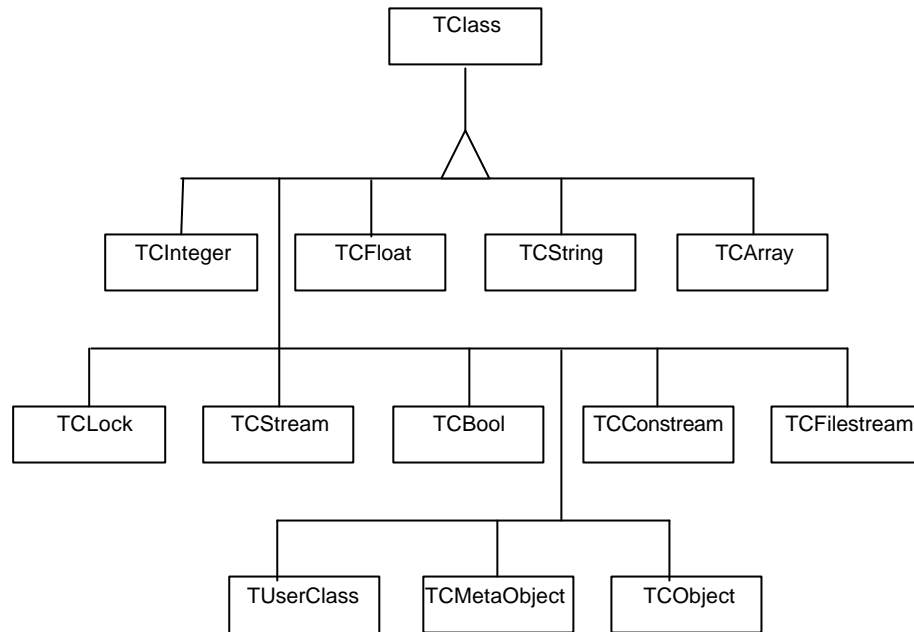 TClass
TCInteger
TCFloat
TCString
TCArray
TCLock
TCStream
TCBool
TCConstream
TCFilestream
TUserClass
TCMetaObject
TCObject